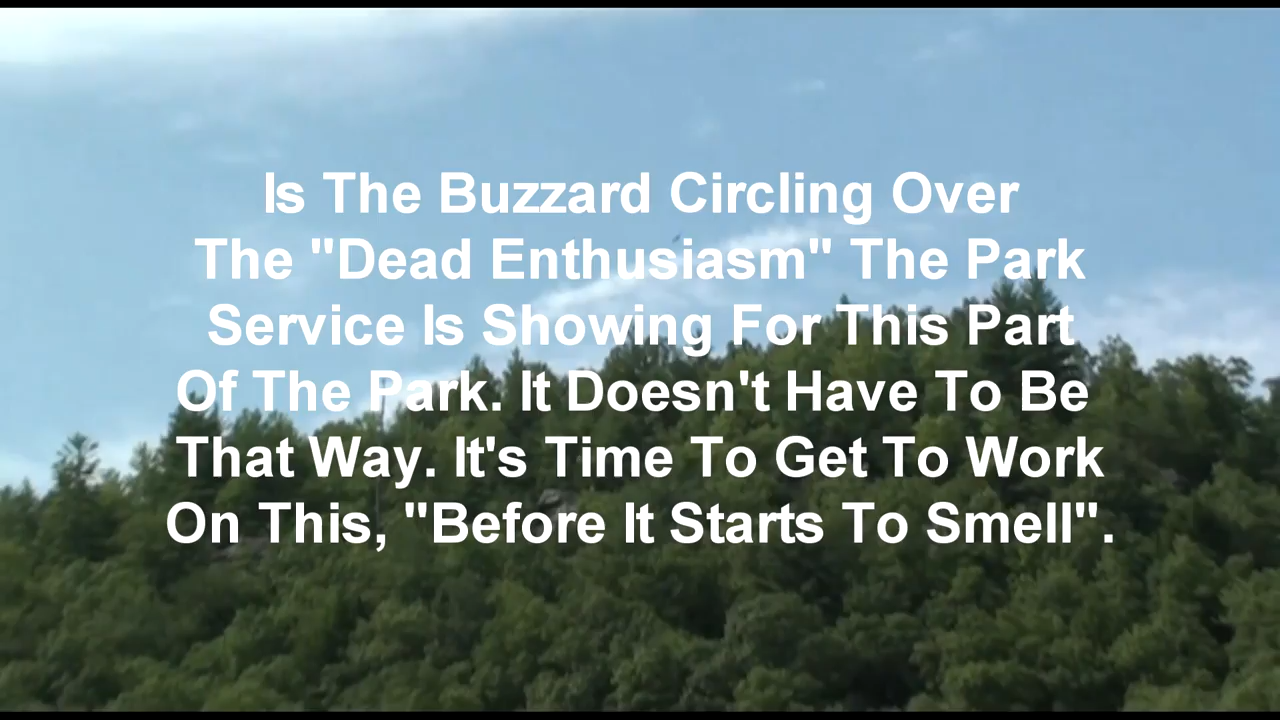 Is The Buzzard Circling Over
The "Dead Enthusiasm" The Park
Service Is Showing For This Part
Of The Park. It Doesn't Have To Be
That Way. It's Time To Get To Work
On This, "Before It Starts To Smell".